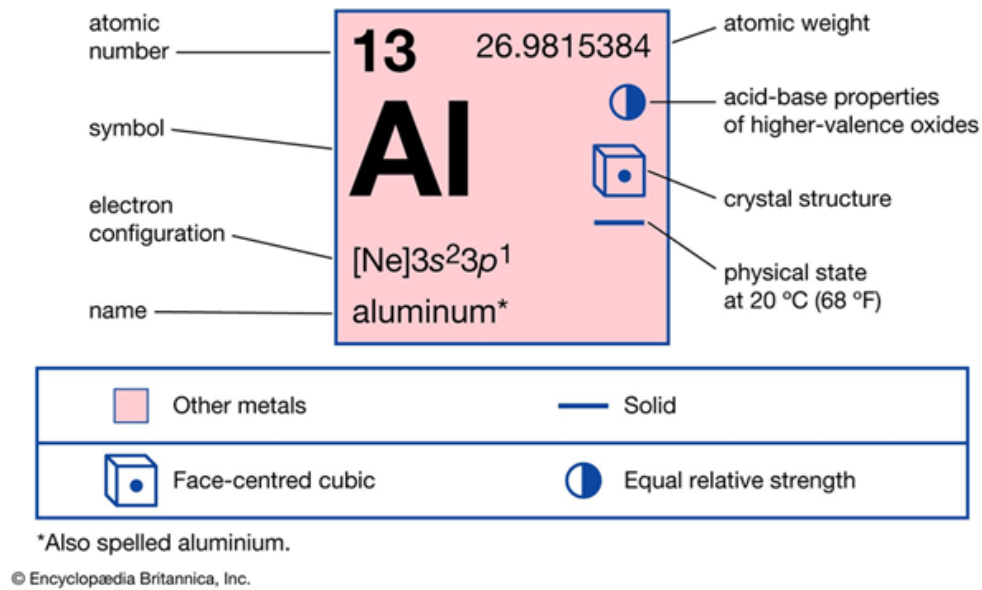 atomic
number
13
26.9815384
atomic weight
symbol
Al
acid-base properties
of higher-valence oxides
crystal structure
electron
configuration
[Ne]3s²3p¹
physical state
at 20 ºC (68 ºF)
name
aluminum*
Other metals
Solid
Face-centred cubic
Equal relative strength
*Also spelled aluminium.
© Encyclopædia Britannica, Inc.